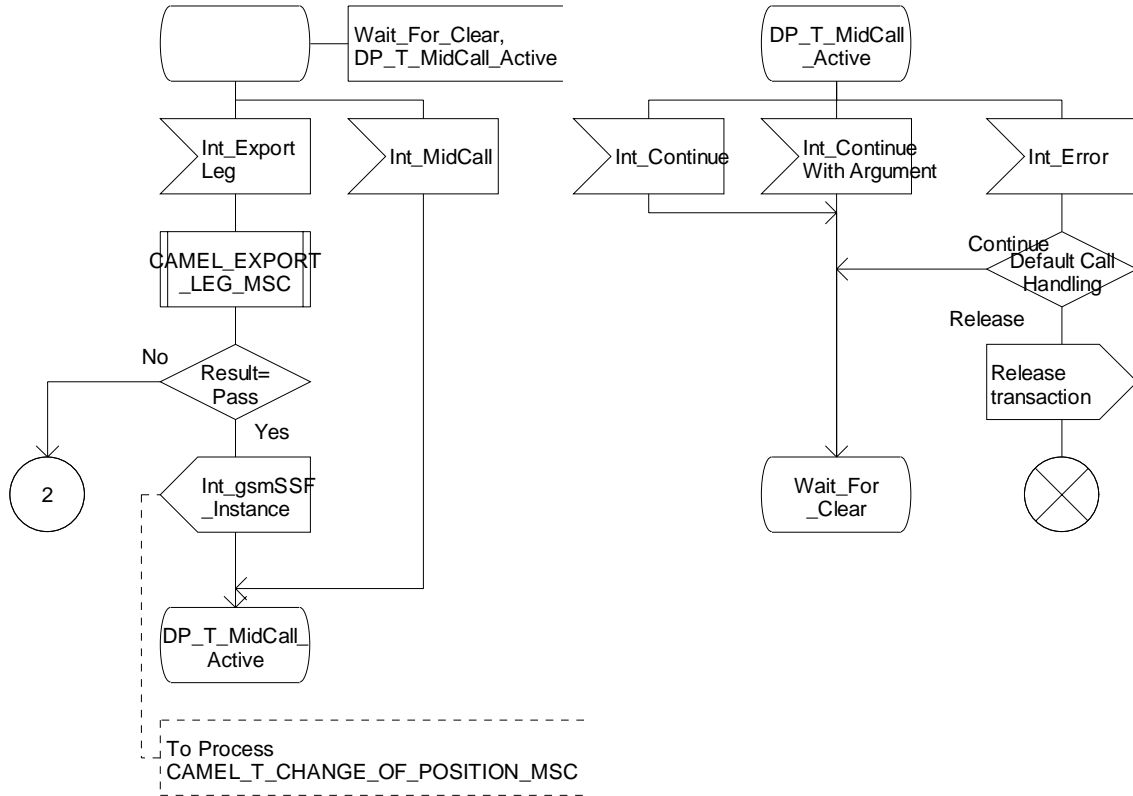 Wait_For_Clear,
DP_T_MidCall_Active
Int_Export
Leg
Int_MidCall
CAMEL_EXPORT
_LEG_MSC
No
Result=
Pass
Yes
2
Int_gsmSSF
_Instance
DP_T_MidCall_
Active
To Process
CAMEL_T_CHANGE_OF_POSITION_MSC
DP_T_MidCall
_Active
Int_Continue
Int_Continue
With Argument
Int_Error
Continue
Default Call
Handling
Release
Release
transaction
Wait_For
_Clear